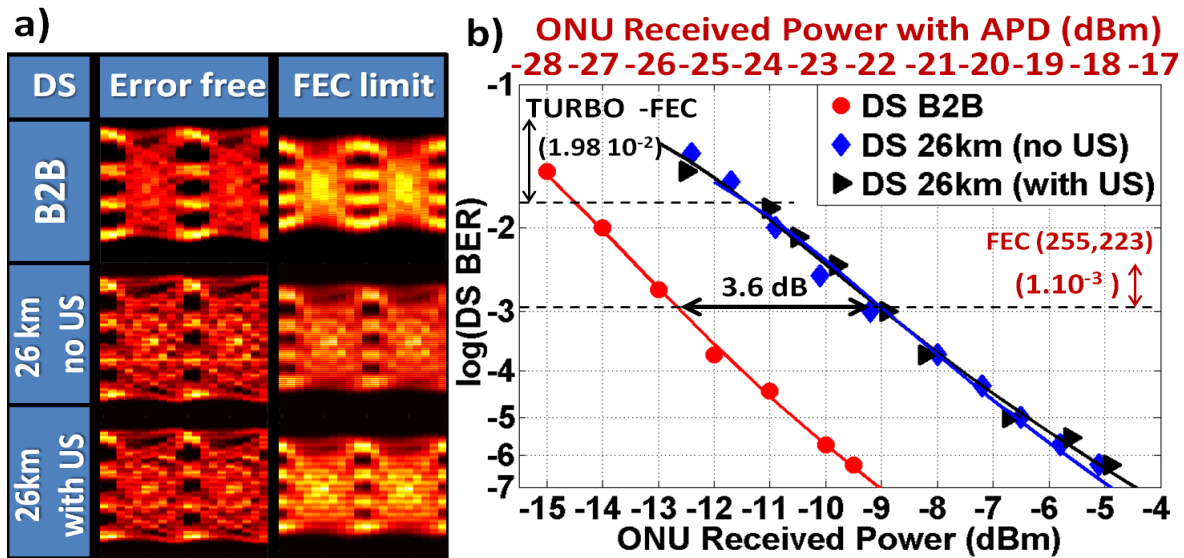 a)
DS Error free FEC limit
B2B
26 km
no US
26km
with US
b)
ONU Received Power with APD (dBm)
-28 -27 -26 -25 -24 -23 -22 -21 -20 -19 -18 -17
-1
-2
-3
-4
-5
-6
-7
log(DS BER)
TURBO -FEC
(1.98 10-2)
DS B2B
DS 26km (no US)
DS 26km (with US)
FEC (255,223)
(1.10-3 )
3.6 dB
-15 -14 -13 -12 -11 -10 -9 -8 -7 -6 -5 -4
ONU Received Power (dBm)